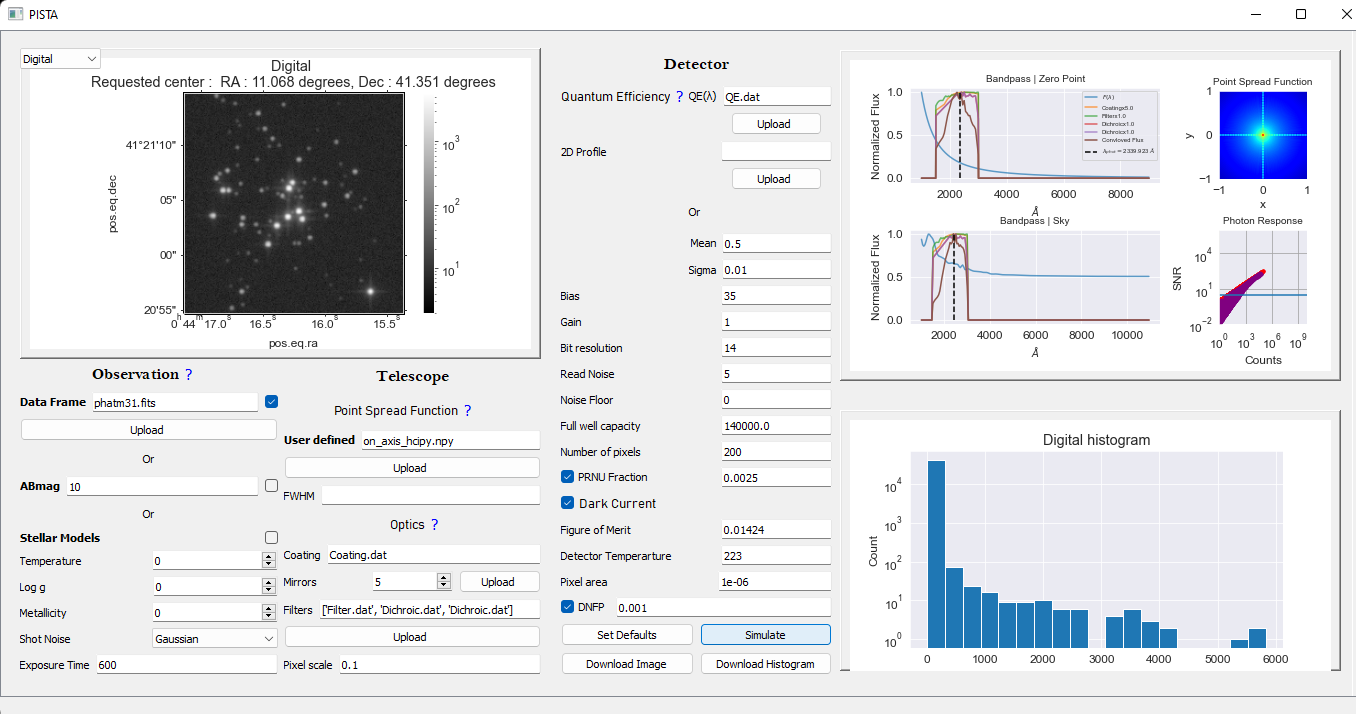 PISTA
Digital
Digital
Requested center :  RA : 11.068 degrees, Dec : 41.351 degrees
pos.eq.dec
41°21'10"
05"
00"
20'55"
0h44m17.0s 16.5s 16.0s 15.5s
pos.eq.ra
10^3
10^2
10^1
Observation ?
Data Frame phatm31.fits
Upload
Or
ABmag 10
Or
Stellar Models
Temperature 0
Log g 0
Metallicity 0
Shot Noise Gaussian
Exposure Time 600
Telescope
Point Spread Function ?
User defined on_axis_hcipy.npy
Upload
FWHM
Optics ?
Coating Coating.dat
Mirrors 5 Upload
Filters ['Filter.dat', 'Dichroic.dat', 'Dichroic.dat']
Upload
Pixel scale 0.1
Detector
Quantum Efficiency ? QE(λ) QE.dat
Upload
2D Profile
Upload
Or
Mean 0.5
Sigma 0.01
Bias 35
Gain 1
Bit resolution 14
Read Noise 5
Noise Floor 0
Full well capacity 140000.0
Number of pixels 200
PRNU Fraction 0.0025
Dark Current
Figure of Merit 0.01424
Detector Temperarture 223
Pixel area 1e-06
DNFP 0.001
Set Defaults Simulate
Download Image Download Histogram
Bandpass | Zero Point
Normalized Flux
1.0
0.5
0.0
2000 4000 6000 8000
Å
F(λ)
Coatingx5.0
Filterx1.0
Dichroicx1.0
Dichroicx1.0
Convloved Flux
= 2339.923 Å
Point Spread Function
y
1
0
−1
−1 0 1
x
Bandpass | Sky
Normalized Flux
1.0
0.5
0.0
2000 4000 6000 8000 10000
Å
Photon Response
SNR
10^4
10^1
10^−2
10^0 10^3 10^6 10^9
Counts
Digital histogram
Count
10^4
10^3
10^2
10^1
10^0
0 1000 2000 3000 4000 5000 6000